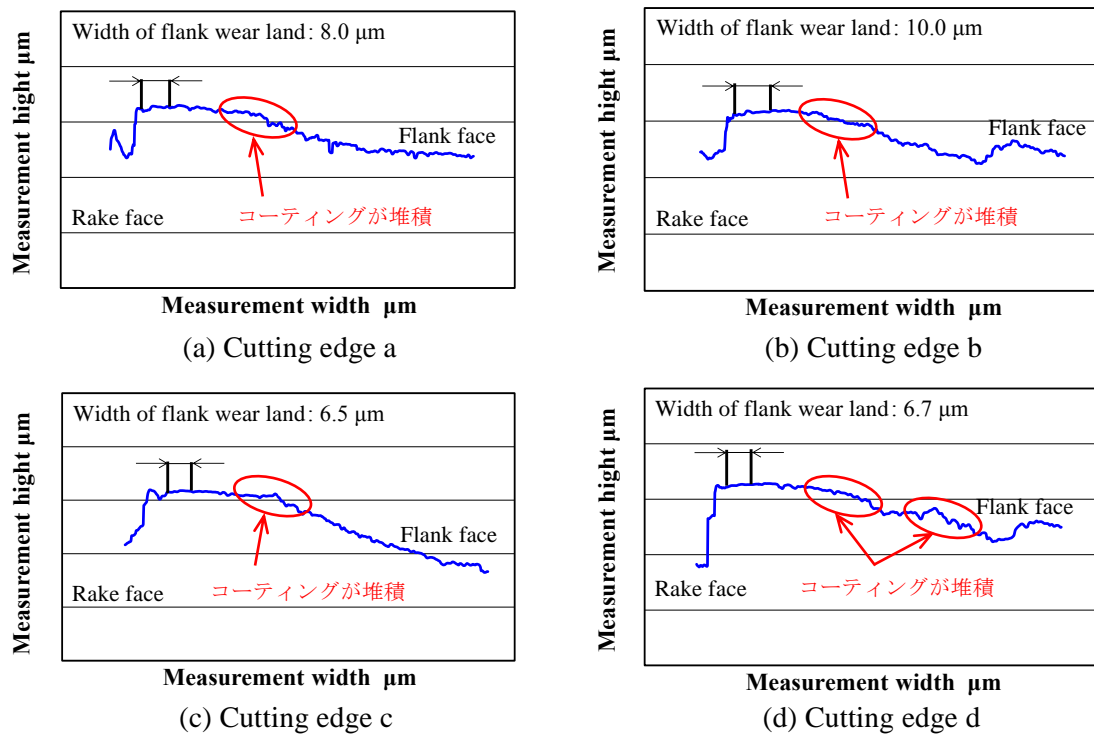 Measurement hight μm
Width of flank wear land: 8.0 μm
Flank face
コーティングが堆積
Rake face
Measurement width μm
(a) Cutting edge a
Measurement hight μm
Width of flank wear land: 10.0 μm
Flank face
コーティングが堆積
Rake face
Measurement width μm
(b) Cutting edge b
Measurement hight μm
Width of flank wear land: 6.5 μm
Flank face
コーティングが堆積
Rake face
Measurement width μm
(c) Cutting edge c
Measurement hight μm
Width of flank wear land: 6.7 μm
Flank face
コーティングが堆積
Rake face
Measurement width μm
(d) Cutting edge d